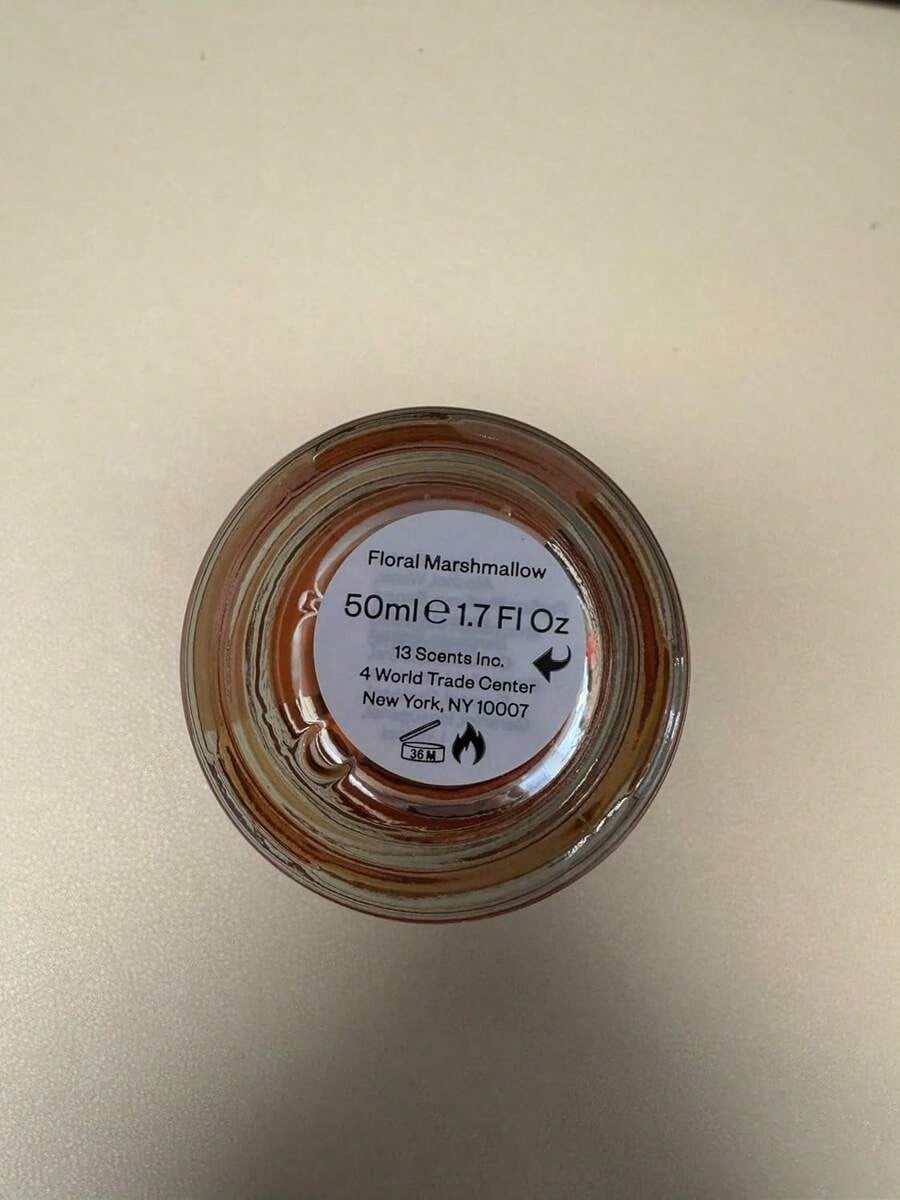 Floral Marshmallow
50ml ℮ 1.7 Fl Oz
13 Scents Inc.
4 World Trade Center
New York, NY 10007
36 M